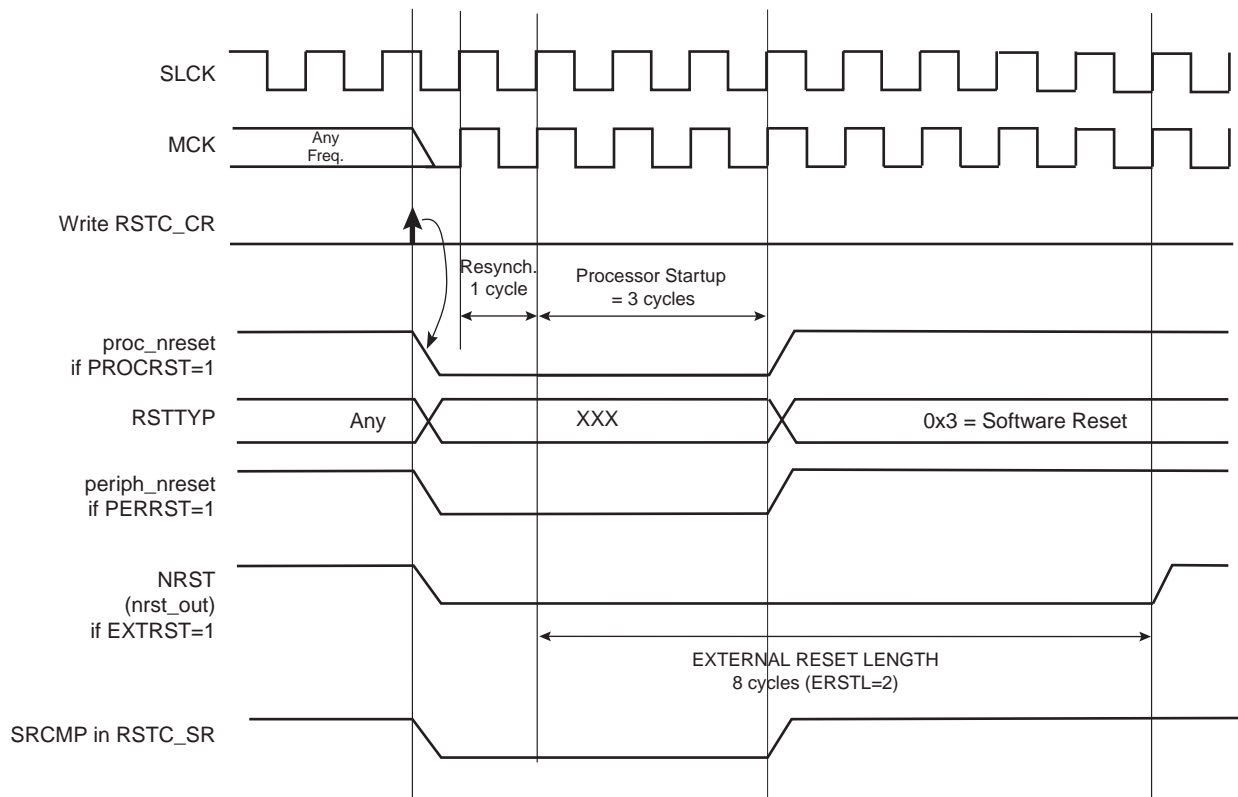 SLCK
MCK
Any
Freq.
Write RSTC_CR
Resynch.
1 cycle
Processor Startup
= 3 cycles
proc_nreset
if PROCRST=1
RSTTYP
Any
XXX
0x3 = Software Reset
periph_nreset
if PERRST=1
NRST
(nrst_out)
if EXTRST=1
EXTERNAL RESET LENGTH
8 cycles (ERSTL=2)
SRCMP in RSTC_SR